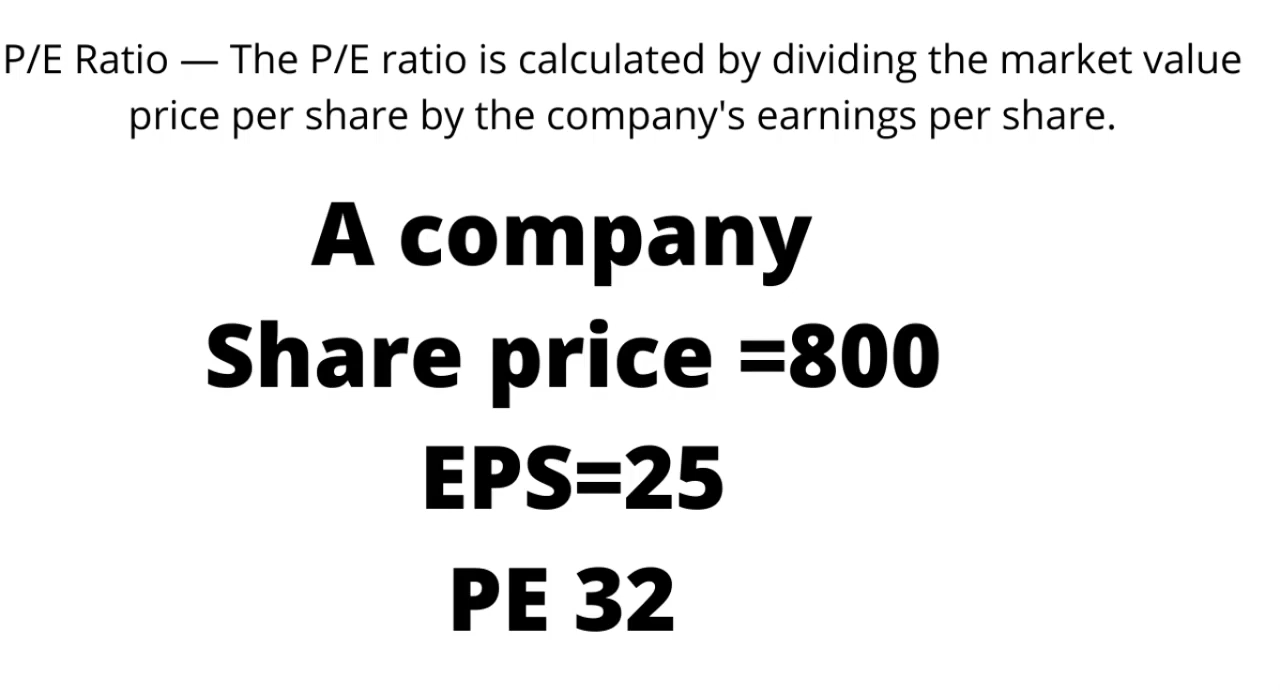 P/E Ratio — The P/E ratio is calculated by dividing the market value
price per share by the company's earnings per share.
A company
Share price =800
EPS=25
PE 32